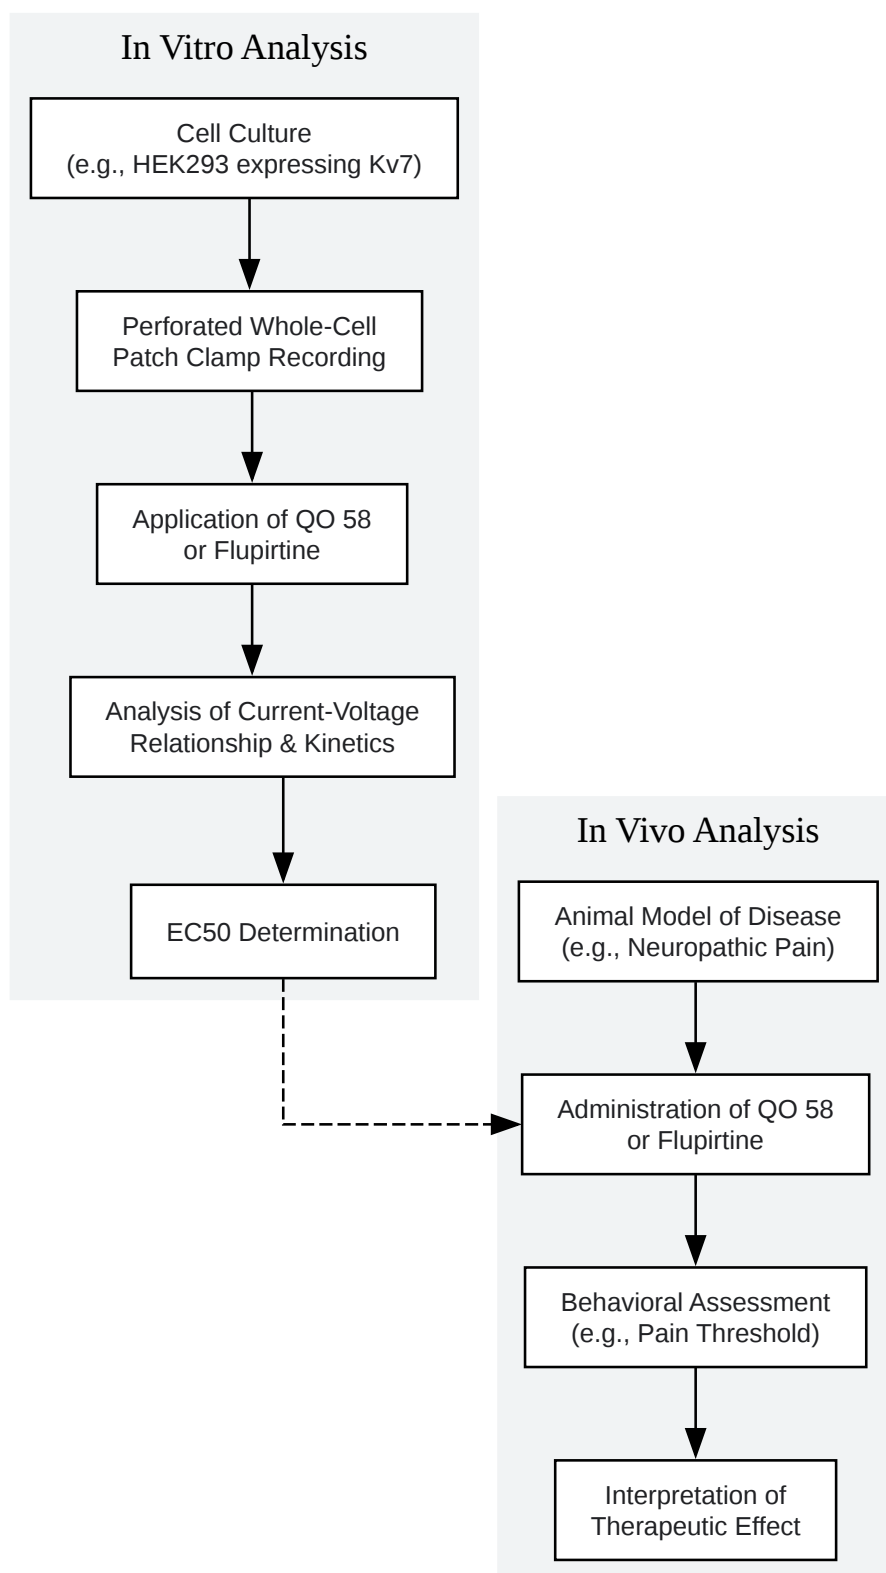 In Vitro Analysis
Cell Culture
(e.g., HEK293 expressing Kv7)
Perforated Whole-Cell
Patch Clamp Recording
Application of QO 58
or Flupirtine
Analysis of Current-Voltage
Relationship & Kinetics
EC50 Determination
In Vivo Analysis
Animal Model of Disease
(e.g., Neuropathic Pain)
Administration of QO 58
or Flupirtine
Behavioral Assessment
(e.g., Pain Threshold)
Interpretation of
Therapeutic Effect